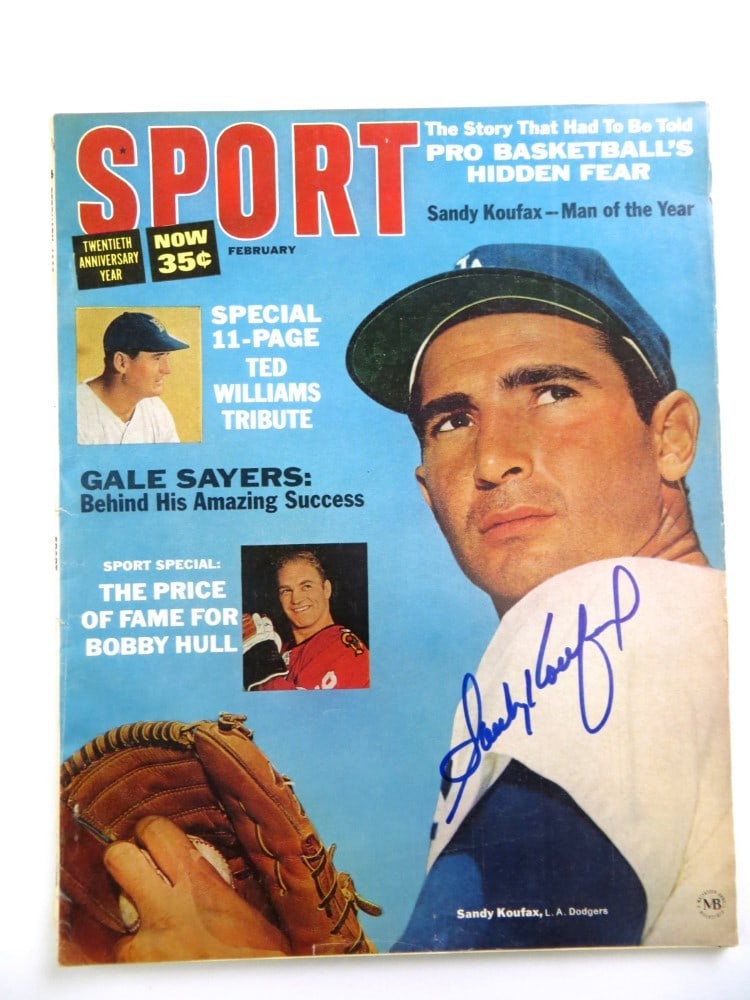 SPORT
The Story That Had To Be Told
PRO BASKETBALL'S
HIDDEN FEAR
Sandy Koufax—Man of the Year
TWENTIETH
ANNIVERSARY
YEAR
NOW
35¢
FEBRUARY
LA
SPECIAL
11-PAGE
TED
WILLIAMS
TRIBUTE
GALE SAYERS:
Behind His Amazing Success
SPORT SPECIAL:
THE PRICE
OF FAME FOR
BOBBY HULL
Sandy Koufax
Sandy Koufax, L. A. Dodgers
MB